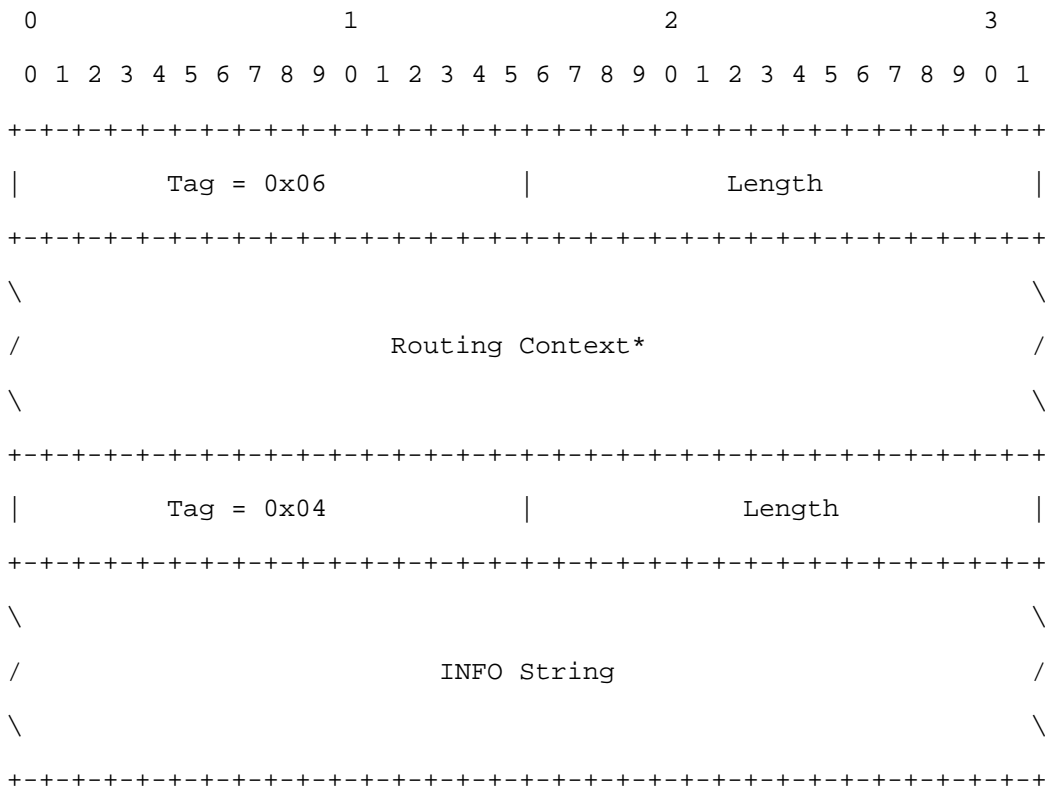 0                   1                   2                   3
 0 1 2 3 4 5 6 7 8 9 0 1 2 3 4 5 6 7 8 9 0 1 2 3 4 5 6 7 8 9 0 1
+-+-+-+-+-+-+-+-+-+-+-+-+-+-+-+-+-+-+-+-+-+-+-+-+-+-+-+-+-+-+-+-+
|         Tag = 0x06            |            Length             |
+-+-+-+-+-+-+-+-+-+-+-+-+-+-+-+-+-+-+-+-+-+-+-+-+-+-+-+-+-+-+-+-+
\                                                               \
/                       Routing Context*                        /
\                                                               \
+-+-+-+-+-+-+-+-+-+-+-+-+-+-+-+-+-+-+-+-+-+-+-+-+-+-+-+-+-+-+-+-+
|         Tag = 0x04            |             Length            |
+-+-+-+-+-+-+-+-+-+-+-+-+-+-+-+-+-+-+-+-+-+-+-+-+-+-+-+-+-+-+-+-+
\                                                               \
/                          INFO String                          /
\                                                               \
+-+-+-+-+-+-+-+-+-+-+-+-+-+-+-+-+-+-+-+-+-+-+-+-+-+-+-+-+-+-+-+-+